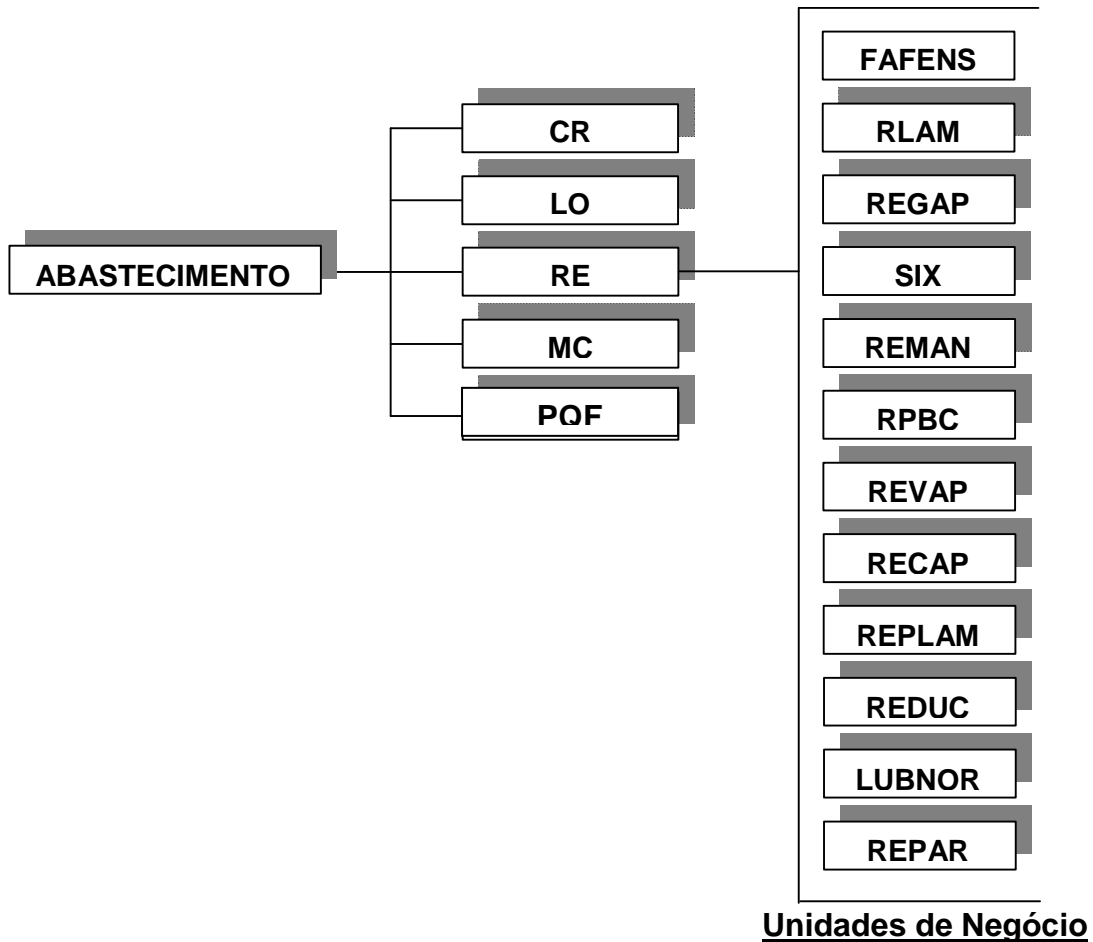 ABASTECIMENTO
CR
LO
RE
MC
PQF
FAFENS
RLAM
REGAP
SIX
REMAN
RPBC
REVAP
RECAP
REPLAM
REDUC
LUBNOR
REPAR
Unidades de Negócio